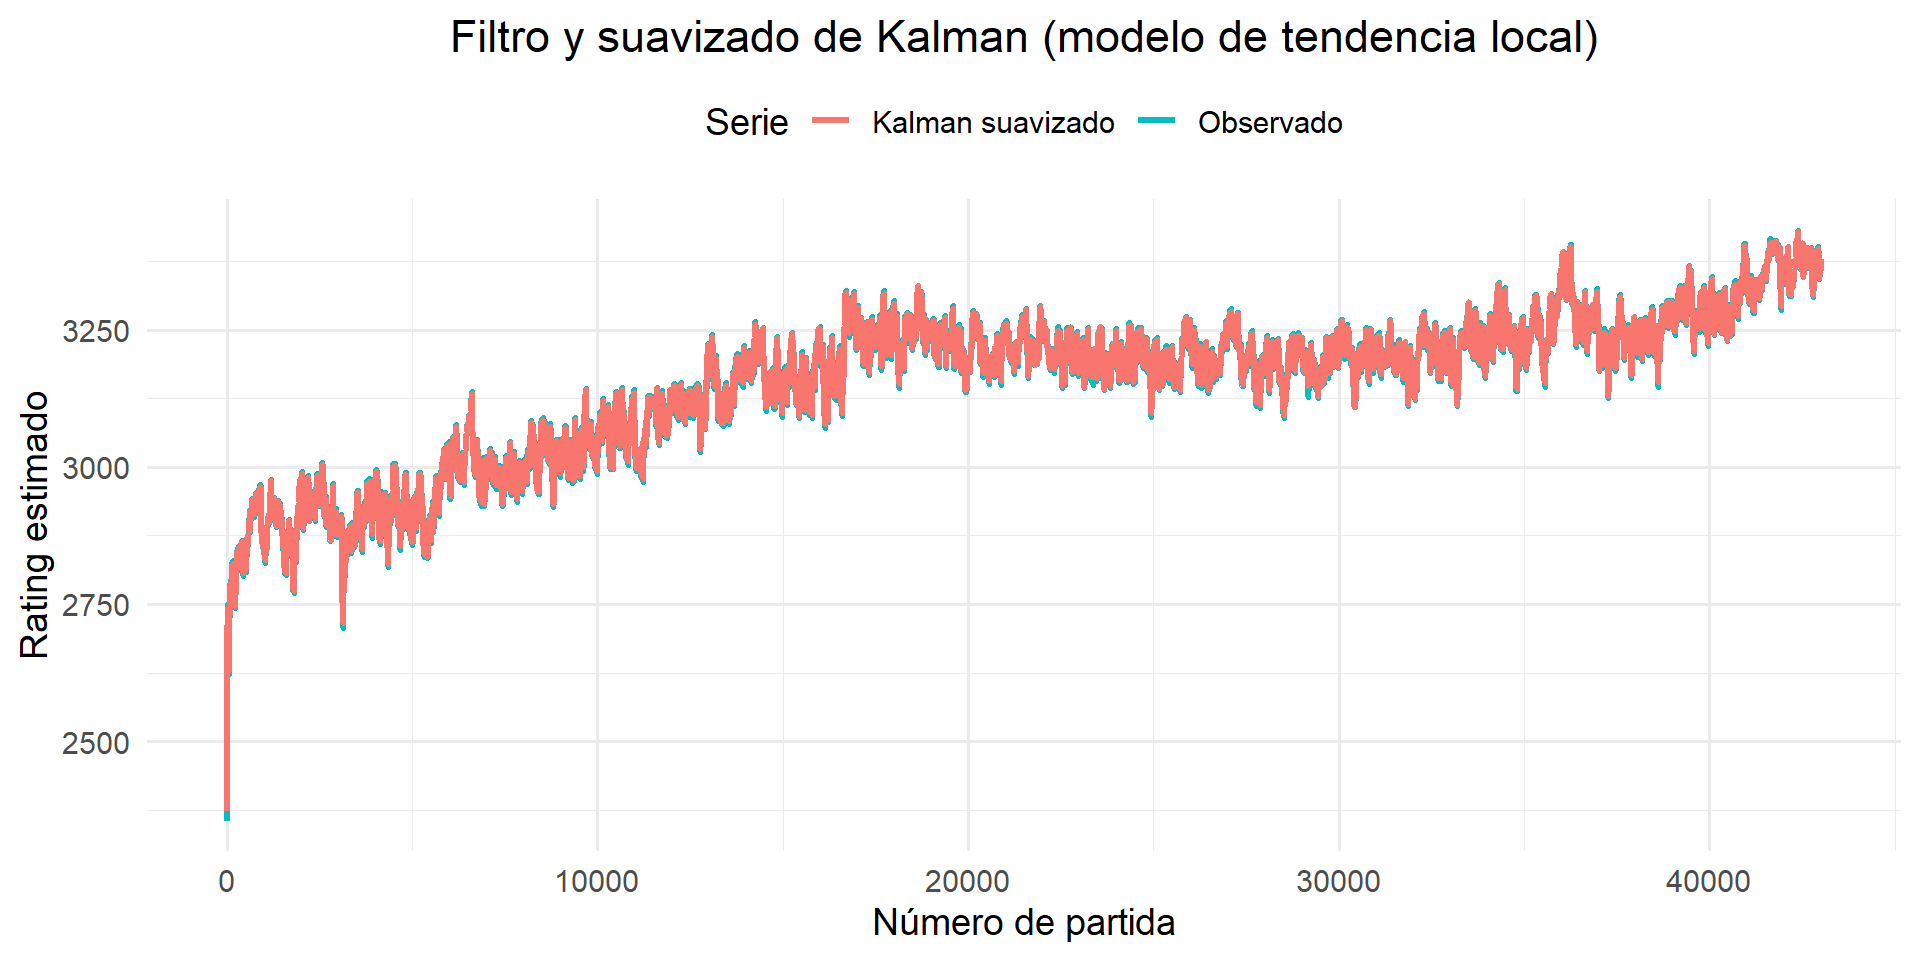 Filtro y suavizado de Kalman (modelo de tendencia local)
Serie Kalman suavizado Observado
Rating estimado
3250
3000
2750
2500
0 10000 20000 30000 40000
Número de partida